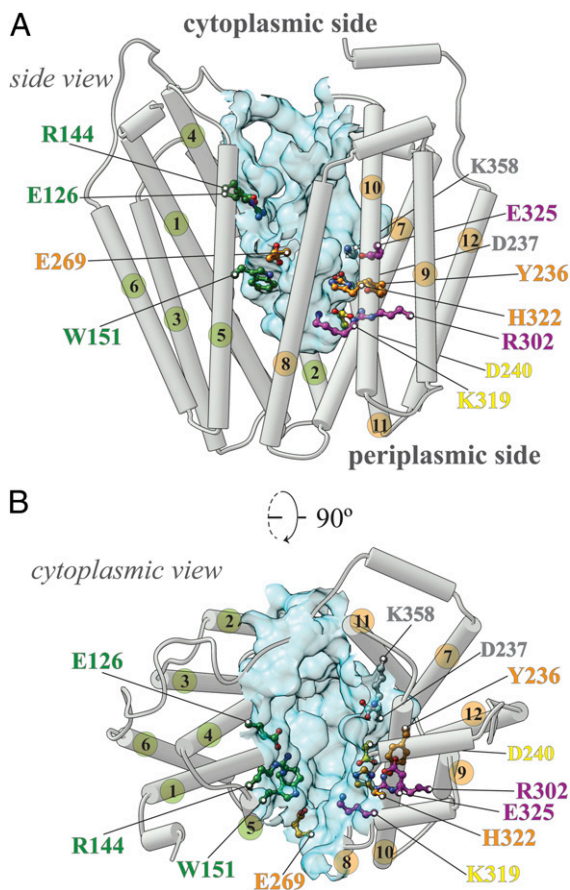 A
cytoplasmic side
side view
R144
4
E126
10
K358
1
7
E325
E269
12
D237
6
9
Y236
3
5
W151
H322
8
2
R302
D240
K319
11
periplasmic side
B
90º
cytoplasmic view
2
11
K358
E126
7
D237
3
Y236
4
12
6
D240
1
9
R302
R144
5
E325
W151
H322
E269
8
10
K319